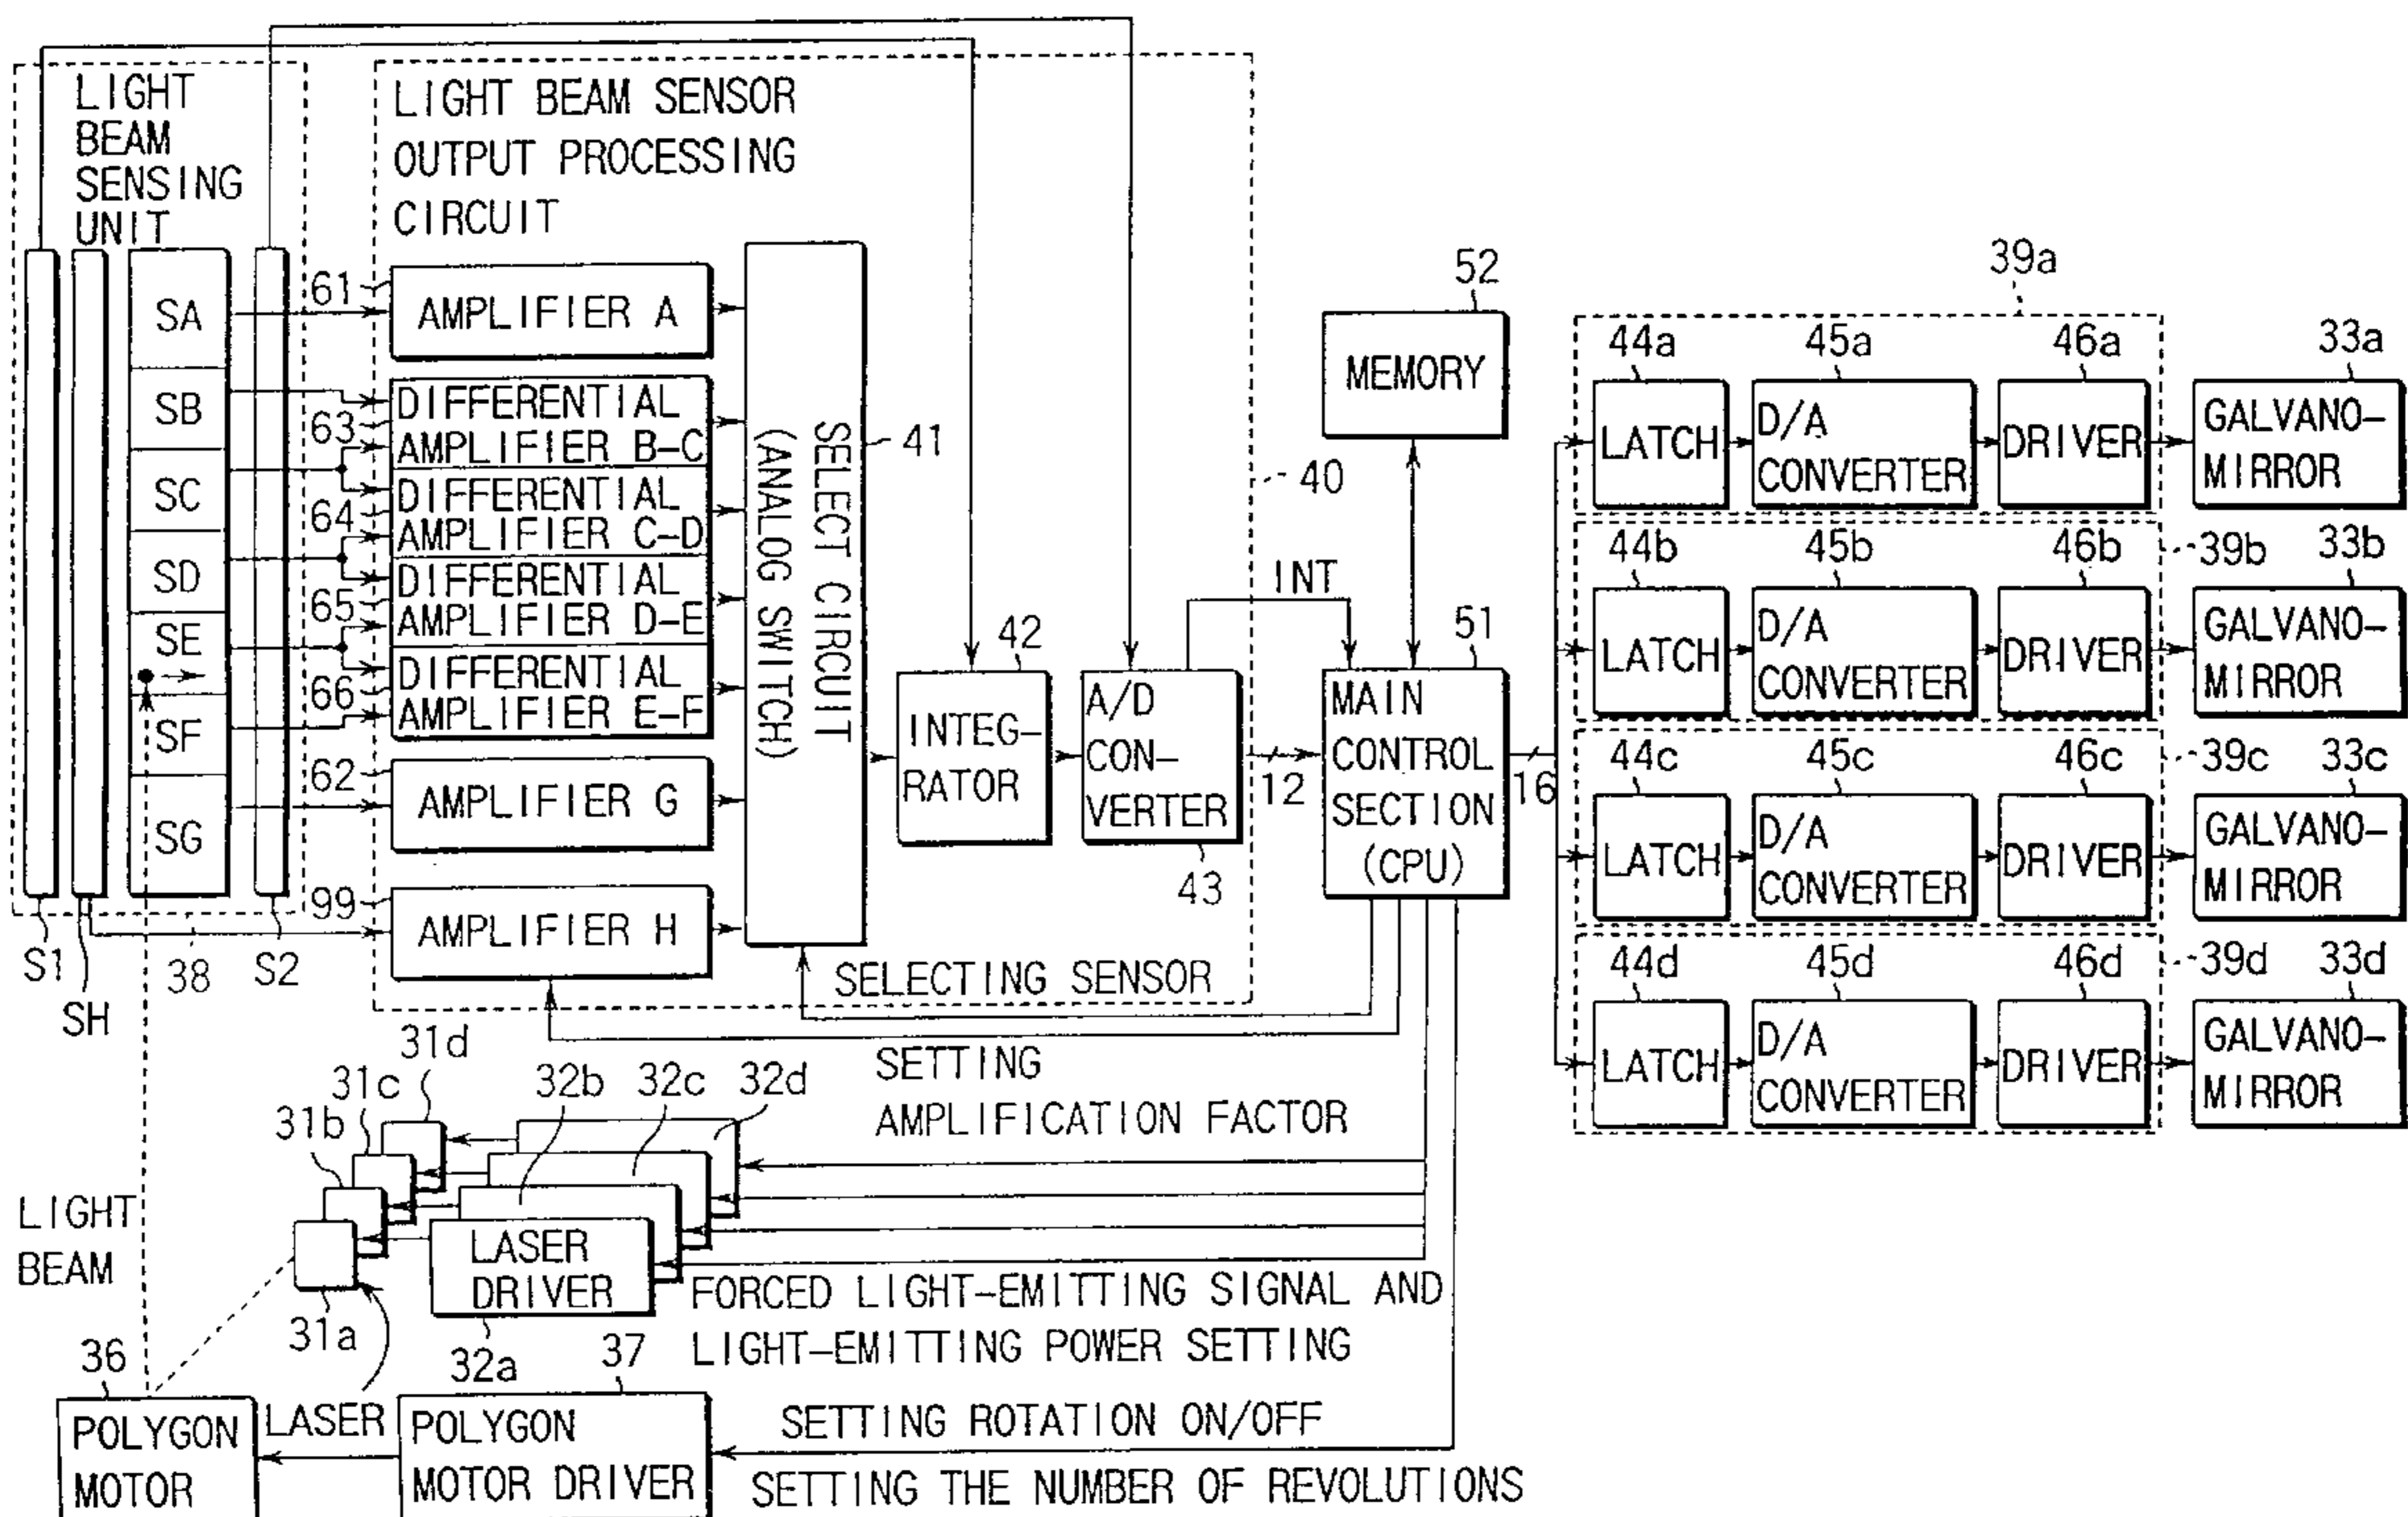 LIGHT
BEAM
SENSING
UNIT
LIGHT BEAM SENSOR
OUTPUT PROCESSING
CIRCUIT
SA
SB
SC
SD
SE
SF
SG
S1
SH
38
S2
61
AMPLIFIER A
63
DIFFERENTIAL
AMPLIFIER B-C
64
DIFFERENTIAL
AMPLIFIER C-D
65
DIFFERENTIAL
AMPLIFIER D-E
66
DIFFERENTIAL
AMPLIFIER E-F
62
AMPLIFIER G
99
AMPLIFIER H
SELECT CIRCUIT
(ANALOG SWITCH)
41
40
42
INTEG-
RATOR
A/D
CON-
VERTER
43
INT
12
52
MEMORY
51
MAIN
CONTROL
SECTION
(CPU)
16
39a
44a
45a
46a
33a
LATCH
D/A
CONVERTER
DRIVER
GALVANO-
MIRROR
39b
44b
45b
46b
33b
LATCH
D/A
CONVERTER
DRIVER
GALVANO-
MIRROR
39c
44c
45c
46c
33c
LATCH
D/A
CONVERTER
DRIVER
GALVANO-
MIRROR
39d
44d
45d
46d
33d
LATCH
D/A
CONVERTER
DRIVER
GALVANO-
MIRROR
SELECTING SENSOR
SETTING
AMPLIFICATION FACTOR
31d
31c
31b
31a
32b
32c
32d
LIGHT
BEAM
LASER
DRIVER
32a
FORCED LIGHT-EMITTING SIGNAL AND
LIGHT-EMITTING POWER SETTING
36
POLYGON
MOTOR
LASER
37
POLYGON
MOTOR DRIVER
SETTING ROTATION ON/OFF
SETTING THE NUMBER OF REVOLUTIONS